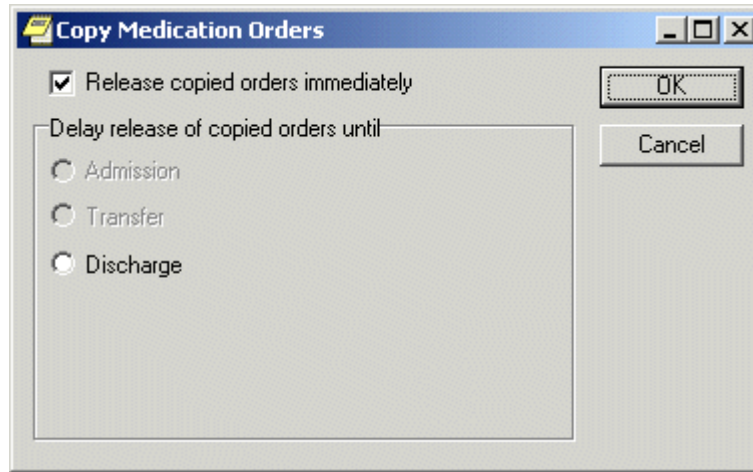 Copy Medication Orders
Release copied orders immediately
OK
Delay release of copied orders until
Cancel
Admission
Transfer
Discharge